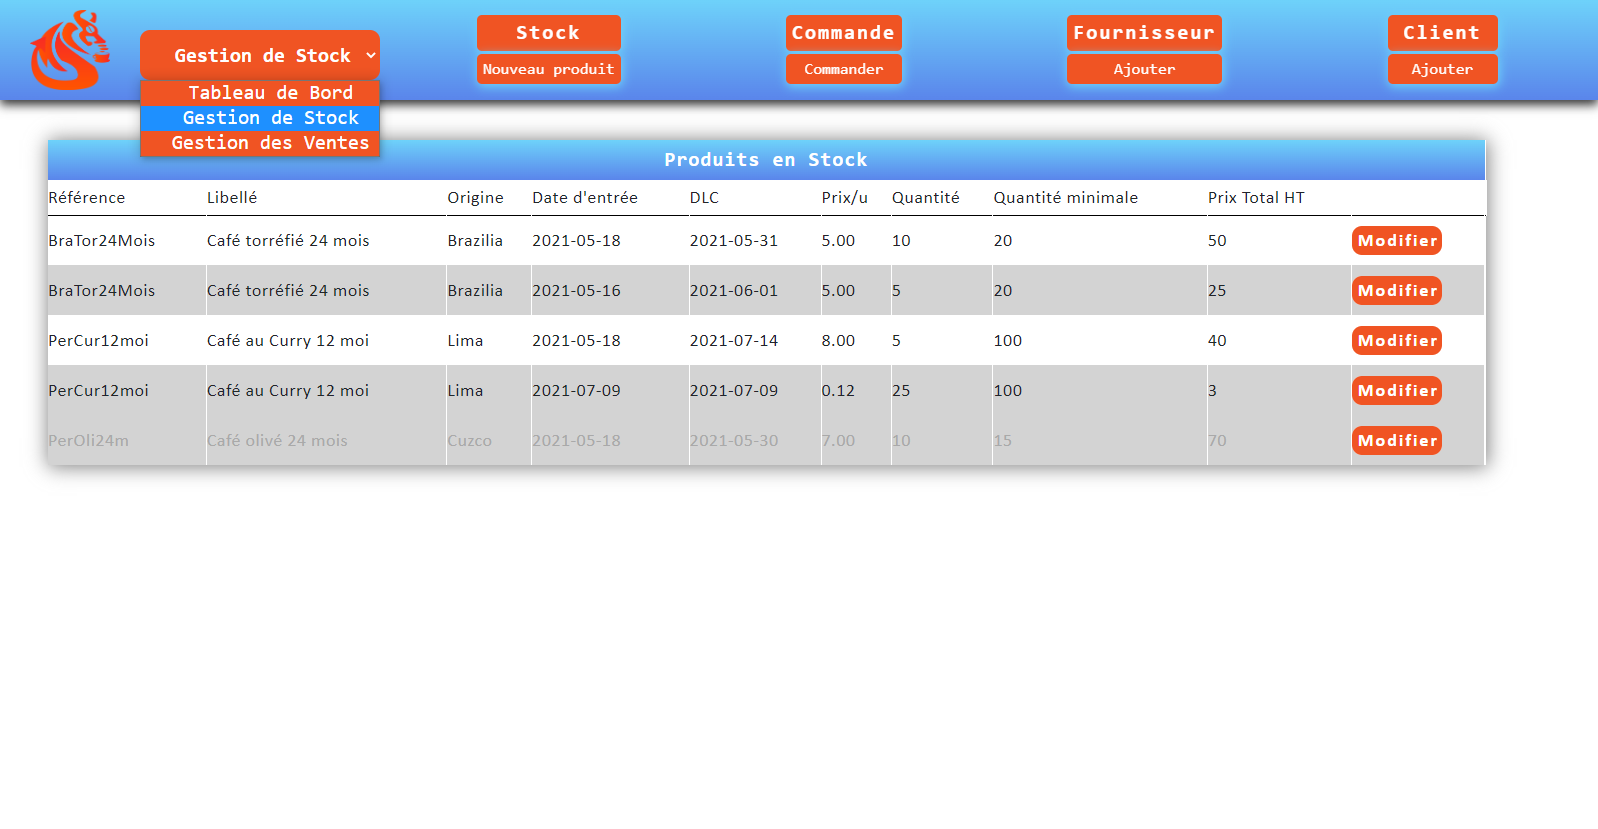 Gestion de Stock
Tableau de Bord
Gestion de Stock
Gestion des Ventes
Stock
Nouveau produit
Commande
Commander
Fournisseur
Ajouter
Client
Ajouter
Produits en Stock
Référence Libellé Origine Date d'entrée DLC Prix/u Quantité Quantité minimale Prix Total HT
BraTor24Mois Café torréfié 24 mois Brazilia 2021-05-18 2021-05-31 5.00 10 20 50 Modifier
BraTor24Mois Café torréfié 24 mois Brazilia 2021-05-16 2021-06-01 5.00 5 20 25 Modifier
PerCur12moi Café au Curry 12 moi Lima 2021-05-18 2021-07-14 8.00 5 100 40 Modifier
PerCur12moi Café au Curry 12 moi Lima 2021-07-09 2021-07-09 0.12 25 100 3 Modifier
PerOli24m Café olivé 24 mois Cuzco 2021-05-18 2021-05-30 7.00 10 15 70 Modifier